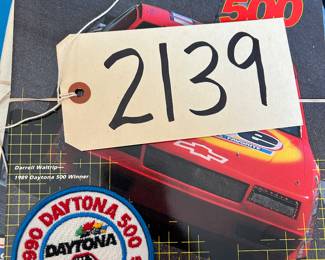 500
2139
Darrell Waltrip—
1989 Daytona 500 Winner
1990 DAYTONA 500
DAYTONA